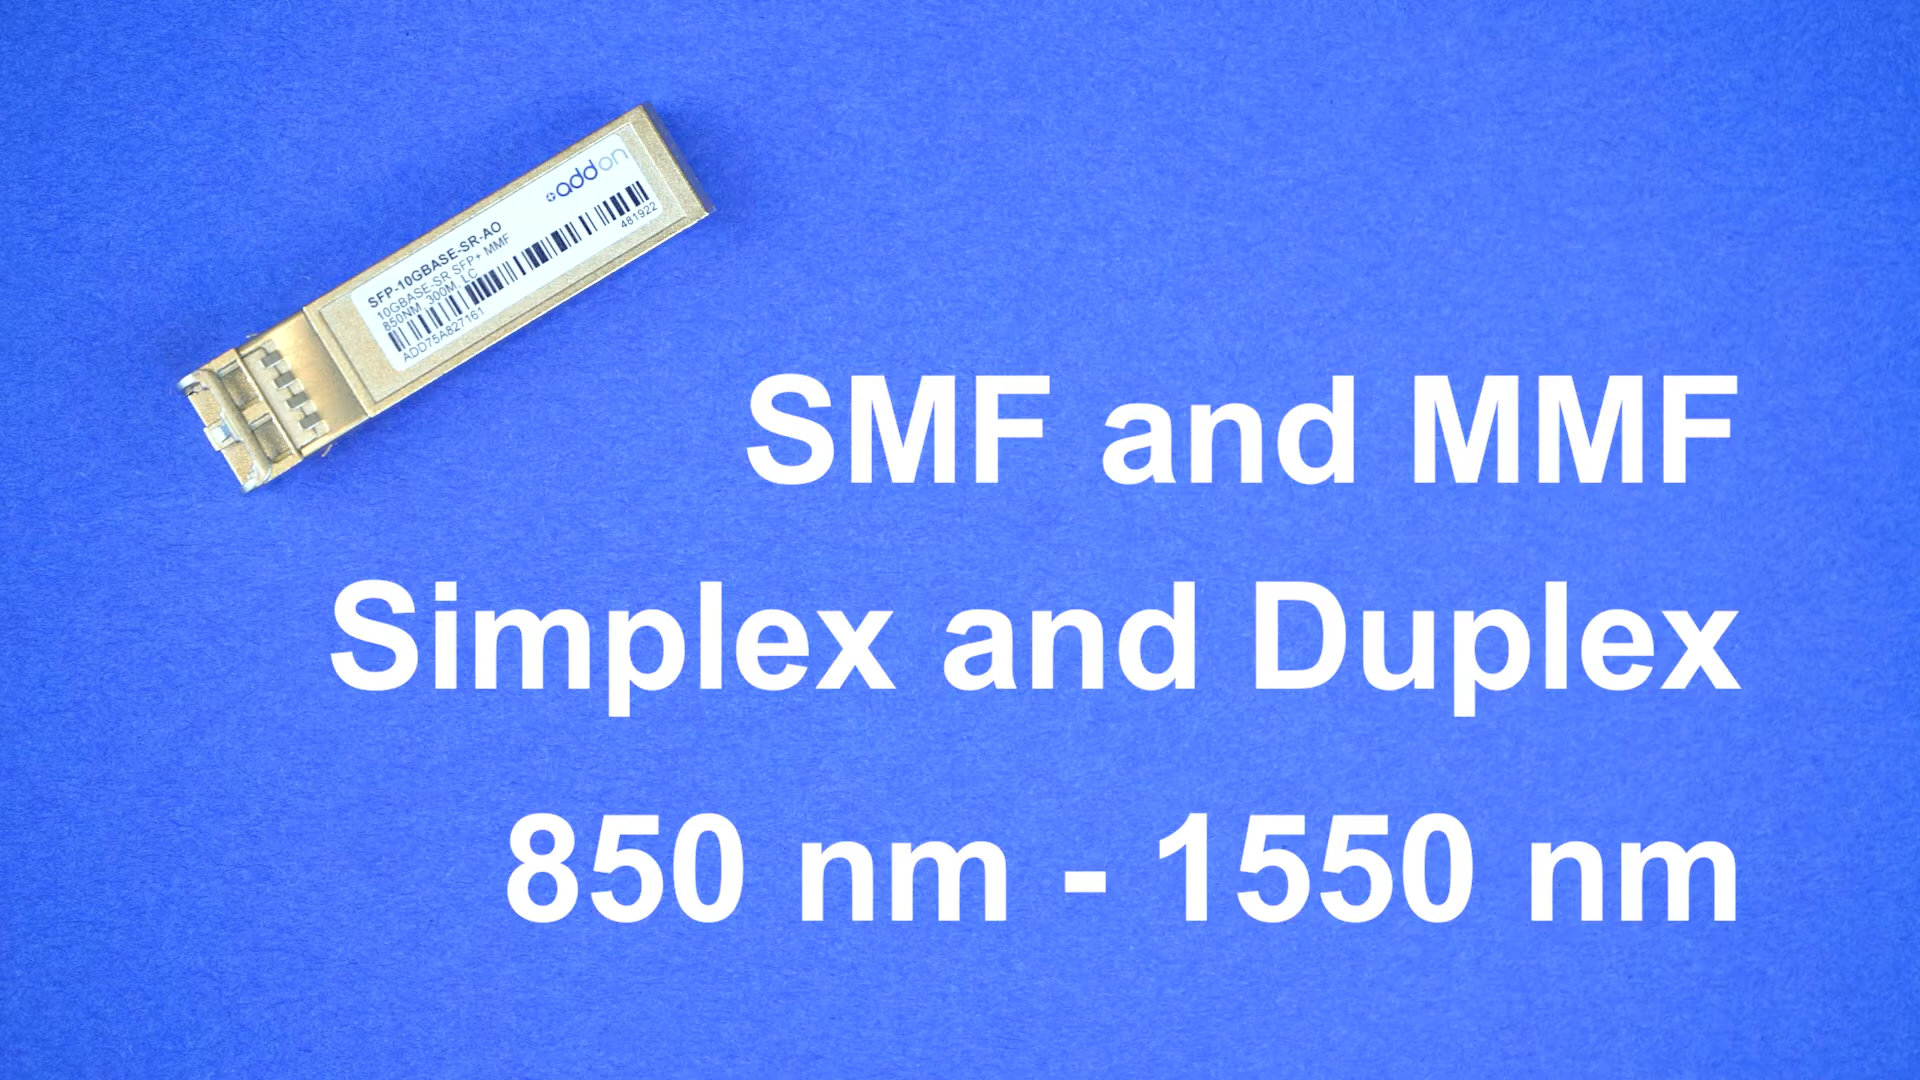 addon
481922
SFP-10GBASE-SR-AO
10GBASE-SR SFP+ MMF
850NM, 300M, LC
ADD75A827161
SMF and MMF
Simplex and Duplex
850 nm - 1550 nm